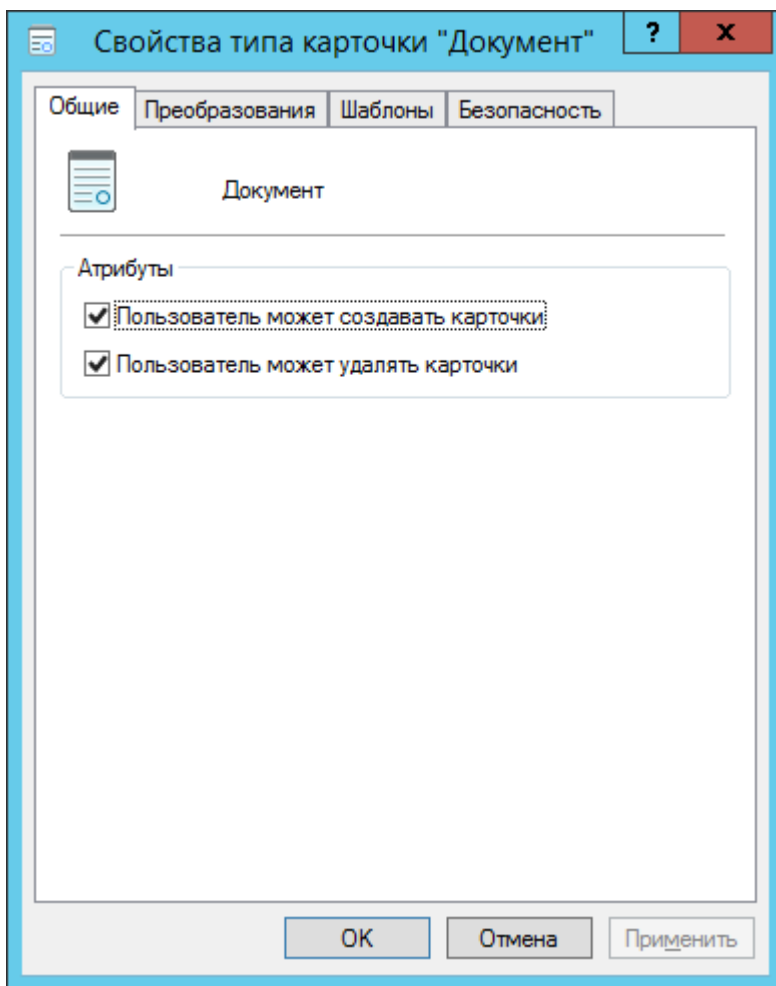 Свойства типа карточки "Документ"
?
x
Общие
Преобразования
Шаблоны
Безопасность
Документ
Атрибуты
Пользователь может создавать карточки
Пользователь может удалять карточки
OK
Отмена
Применить